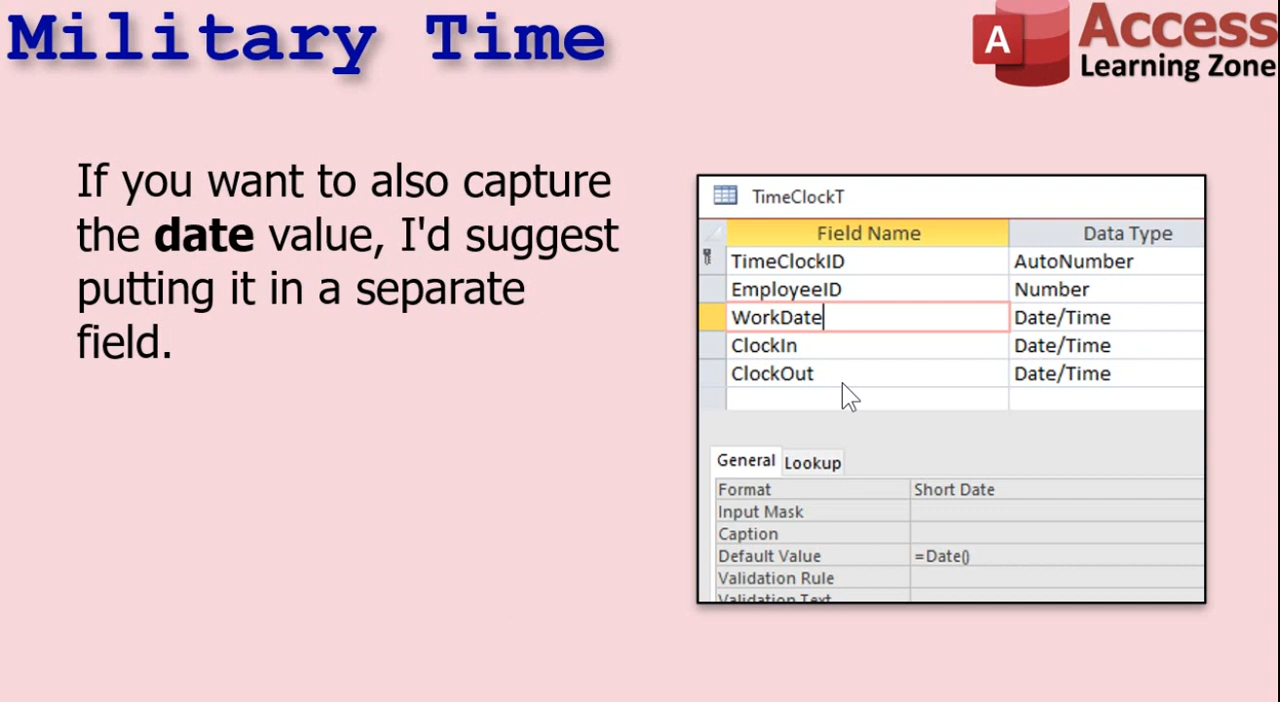 Military Time
A
Access
Learning Zone
If you want to also capture
the date value, I'd suggest
putting it in a separate
field.
TimeClockT
Field Name Data Type
TimeClockID AutoNumber
EmployeeID Number
WorkDate Date/Time
ClockIn Date/Time
ClockOut Date/Time
General Lookup
Format Short Date
Input Mask
Caption
Default Value =Date()
Validation Rule
Validation Text